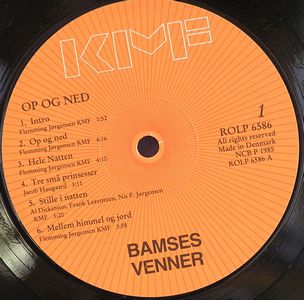 KMF
OP OG NED
1. Intro
Flemming Jørgensen KMF 1:52
2. Op og ned
Flemming Jørgensen KMF 4:16
3. Hele Natten
Flemming Jørgensen KMF 4:10
4. Tre små prinsesser
Jacob Haugaard 3:11
5. Stille i natten
Al Dickinson, Frank Lorentzen, Nis P. Jørgensen
KMF 3:20
6. Mellem himmel og jord
Flemming Jørgensen KMF 3:58
1
ROLP 6586
All rights reserved
Made in Denmark
NCB P 1985
ROLP 6586 A
BAMSES
VENNER